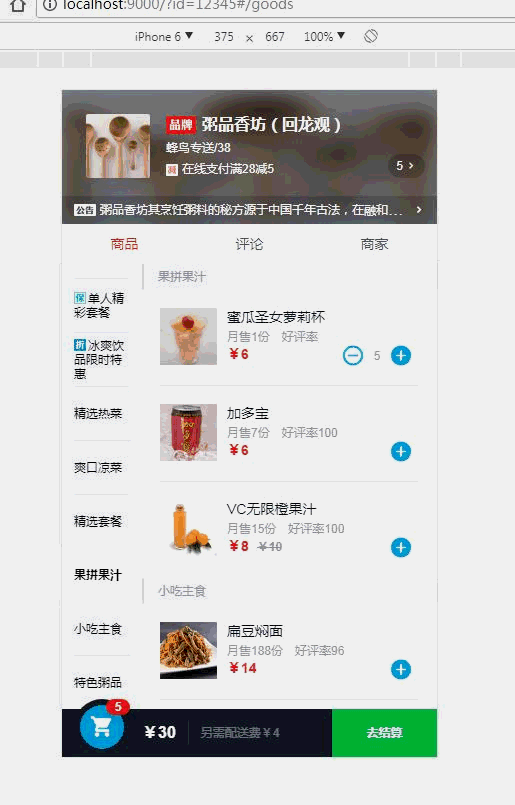 localhost:9000/?id=12345#/goods
iPhone 6 ▼ 375 × 667 100% ▼
品牌 粥品香坊（回龙观）
蜂鸟专送/38
减 在线支付满28减5
5 >
公告 粥品香坊其烹饪粥料的秘方源于中国千年古法，在融和... >
商品 评论 商家
保 单人精彩套餐
折 冰爽饮品限时特惠
精选热菜
爽口凉菜
精选套餐
果拼果汁
小吃主食
特色粥品
果拼果汁
蜜瓜圣女萝莉杯
月售1份 好评率
￥6
5
加多宝
月售7份 好评率100
￥6
VC无限橙果汁
月售15份 好评率100
￥8 ￥10
小吃主食
扁豆焖面
月售188份 好评率96
￥14
5
￥30 另需配送费￥4 去结算